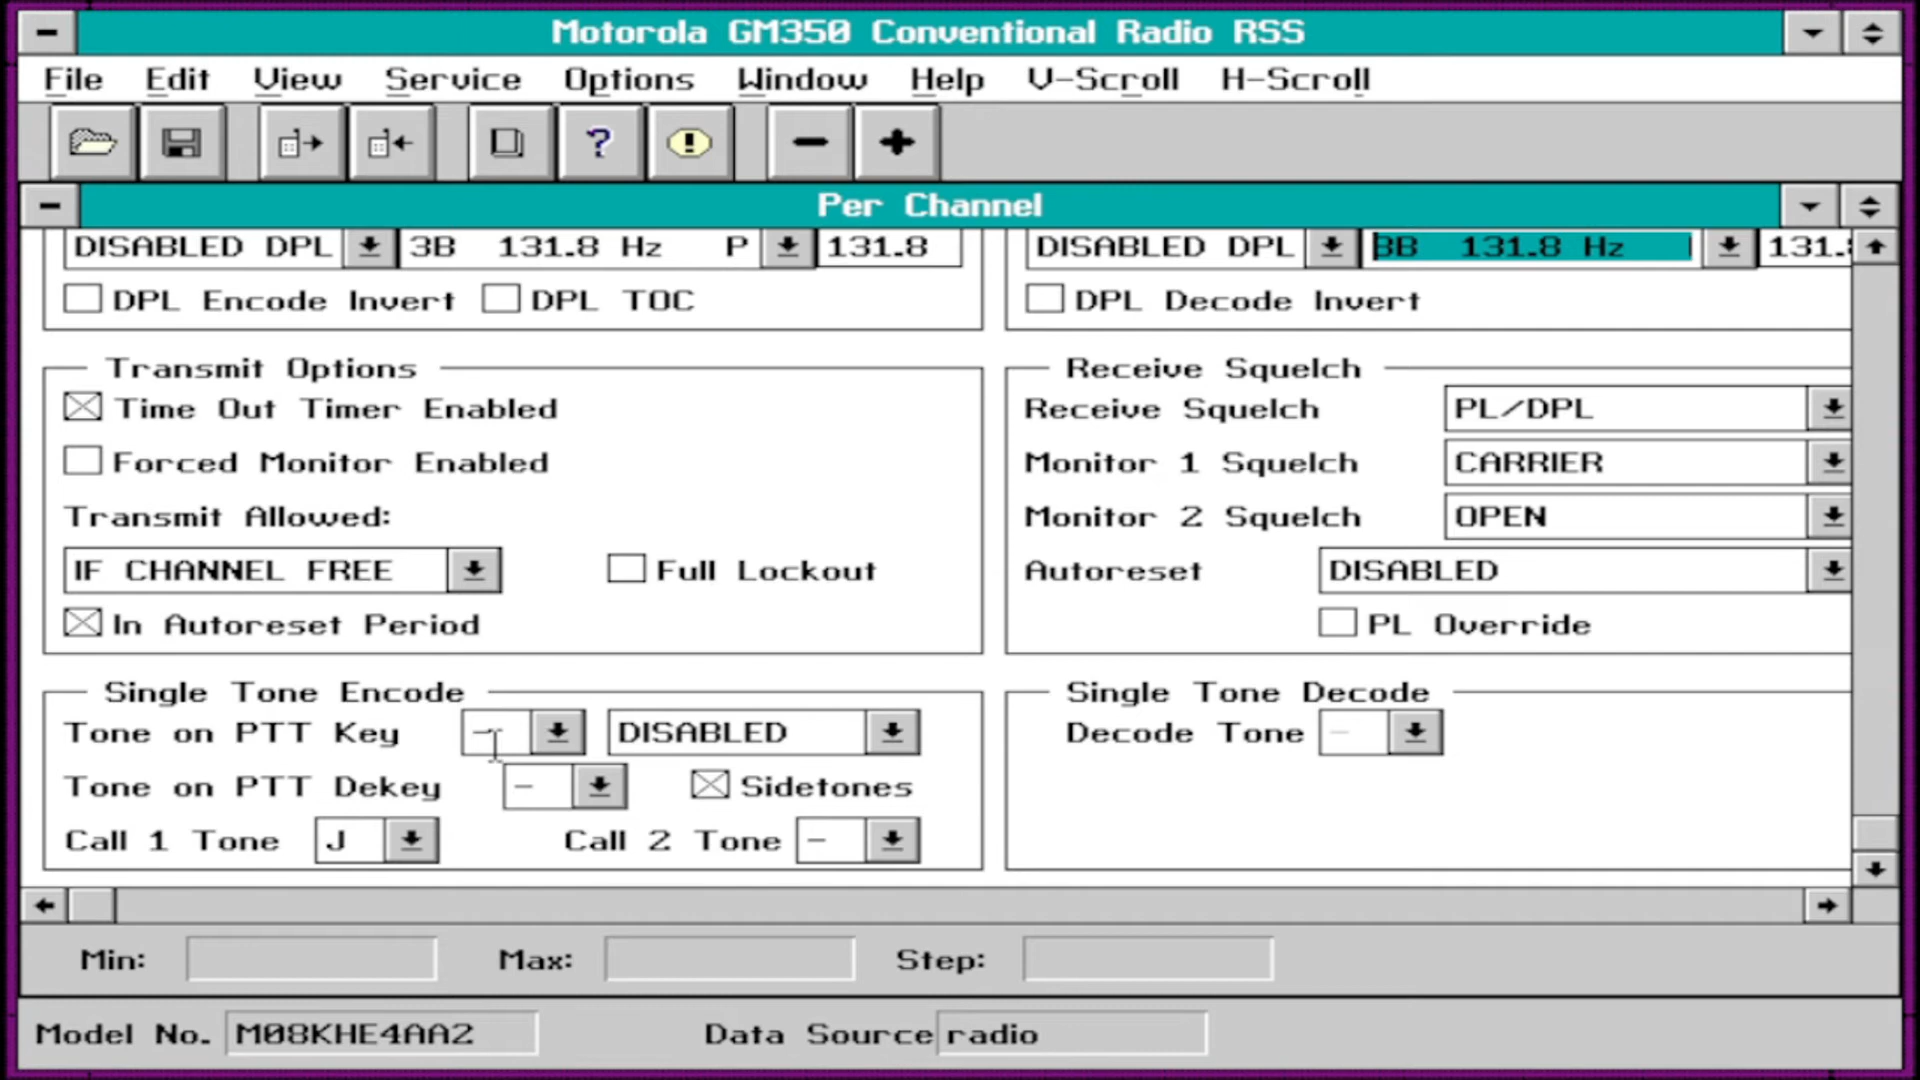 Motorola GM350 Conventional Radio RSS
File Edit View Service Options Window Help V-Scroll H-Scroll
Per Channel
DISABLED DPL 3B 131.8 Hz P 131.8 DISABLED DPL 3B 131.8 Hz 131.8
DPL Encode Invert DPL TOC DPL Decode Invert
Transmit Options Receive Squelch
Time Out Timer Enabled Receive Squelch PL/DPL
Forced Monitor Enabled Monitor 1 Squelch CARRIER
Transmit Allowed: Monitor 2 Squelch OPEN
IF CHANNEL FREE Full Lockout Autoreset DISABLED
In Autoreset Period PL Override
Single Tone Encode Single Tone Decode
Tone on PTT Key - DISABLED Decode Tone -
Tone on PTT Dekey - Sidetones
Call 1 Tone J Call 2 Tone -
Min: Max: Step:
Model No. M08KHE4AA2 Data Source radio